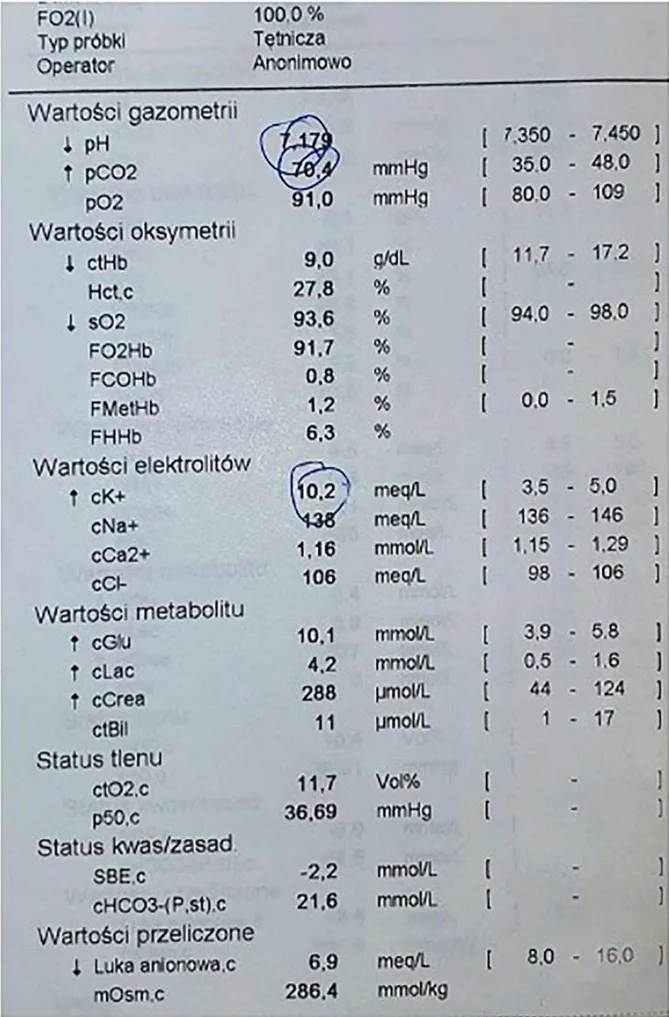 FO2(I) 100,0 %
Typ próbki Tętnicza
Operator Anonimowo
Wartości gazometrii
↓ pH 7,179 [ 7,350 - 7,450 ]
↑ pCO2 70,4 mmHg [ 35,0 - 48,0 ]
pO2 91,0 mmHg [ 80,0 - 109 ]
Wartości oksymetrii
↓ ctHb 9,0 g/dL [ 11,7 - 17,2 ]
Hct,c 27,8 % [ - ]
↓ sO2 93,6 % [ 94,0 - 98,0 ]
FO2Hb 91,7 % [ - ]
FCOHb 0,8 % [ - ]
FMetHb 1,2 % [ 0,0 - 1,5 ]
FHHb 6,3 %
Wartości elektrolitów
↑ cK+ 10,2 meq/L [ 3,5 - 5,0 ]
cNa+ 138 meq/L [ 136 - 146 ]
cCa2+ 1,16 mmol/L [ 1,15 - 1,29 ]
cCl- 106 meq/L [ 98 - 106 ]
Wartości metabolitu
↑ cGlu 10,1 mmol/L [ 3,9 - 5,8 ]
↑ cLac 4,2 mmol/L [ 0,5 - 1,6 ]
↑ cCrea 288 µmol/L [ 44 - 124 ]
ctBil 11 µmol/L [ 1 - 17 ]
Status tlenu
ctO2,c 11,7 Vol% [ - ]
p50,c 36,69 mmHg [ - ]
Status kwas/zasad.
SBE,c -2,2 mmol/L [ - ]
cHCO3-(P,st),c 21,6 mmol/L [ - ]
Wartości przeliczone
↓ Luka anionowa,c 6,9 meq/L [ 8,0 - 16,0 ]
mOsm,c 286,4 mmol/kg